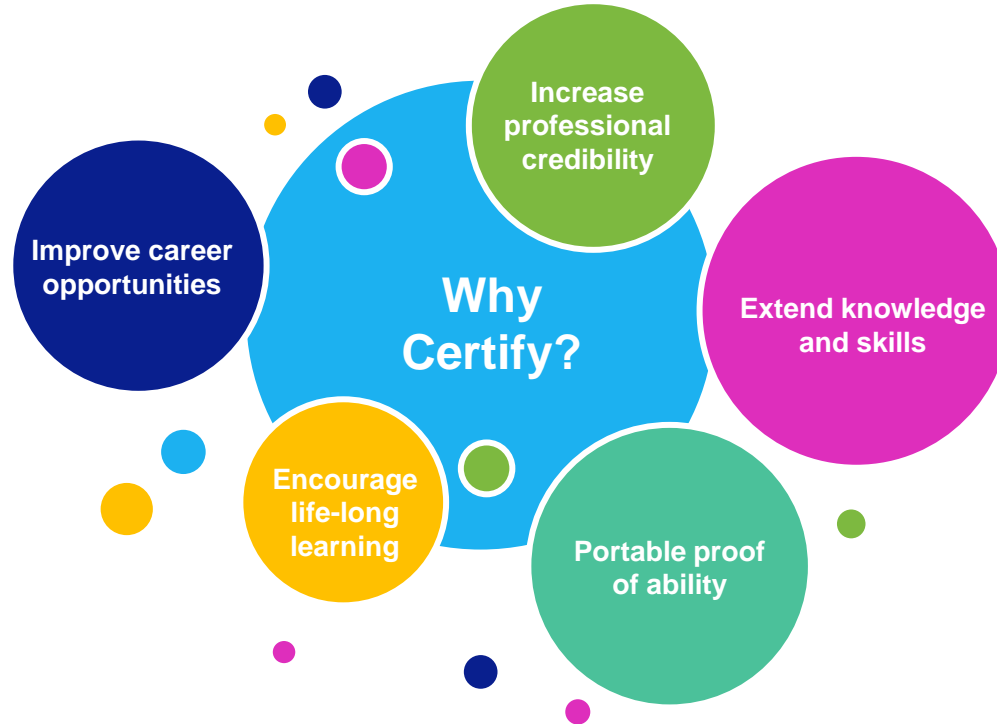 Increase
professional
credibility
Improve career
opportunities
Why
Certify?
Extend knowledge
and skills
Encourage
life-long
learning
Portable proof
of ability